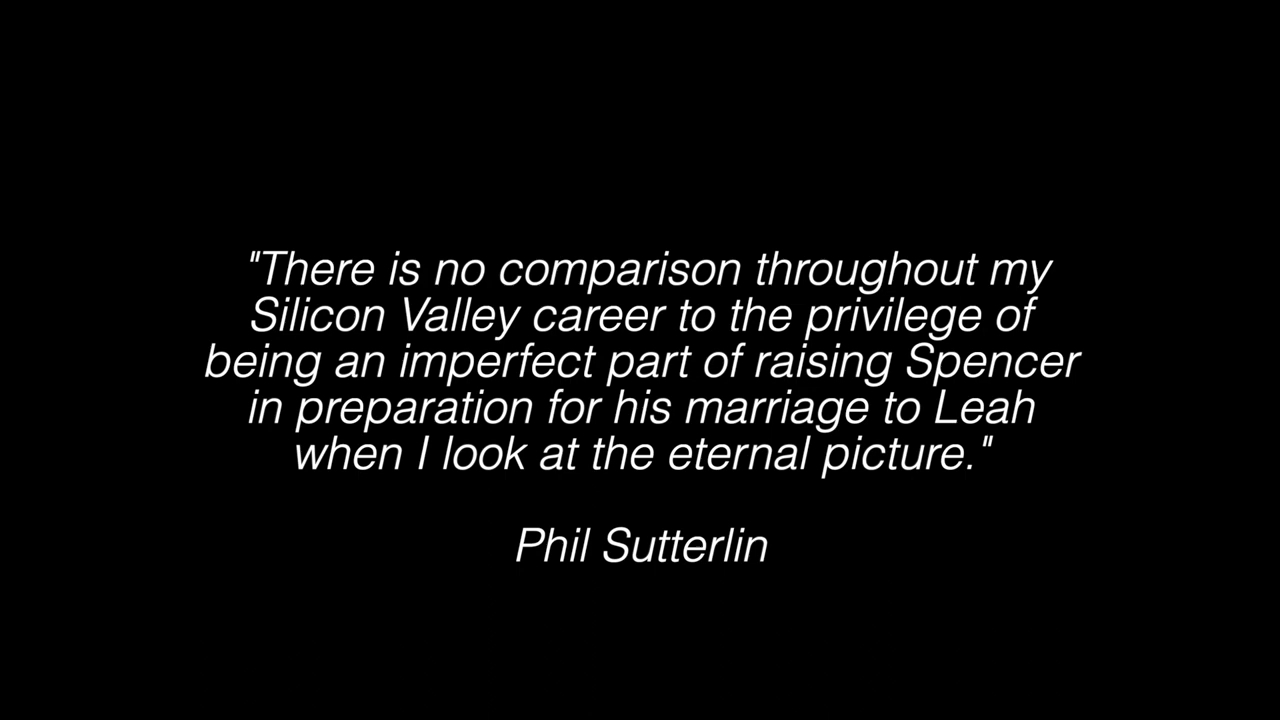 "There is no comparison throughout my
Silicon Valley career to the privilege of
being an imperfect part of raising Spencer
in preparation for his marriage to Leah
when I look at the eternal picture."
Phil Sutterlin